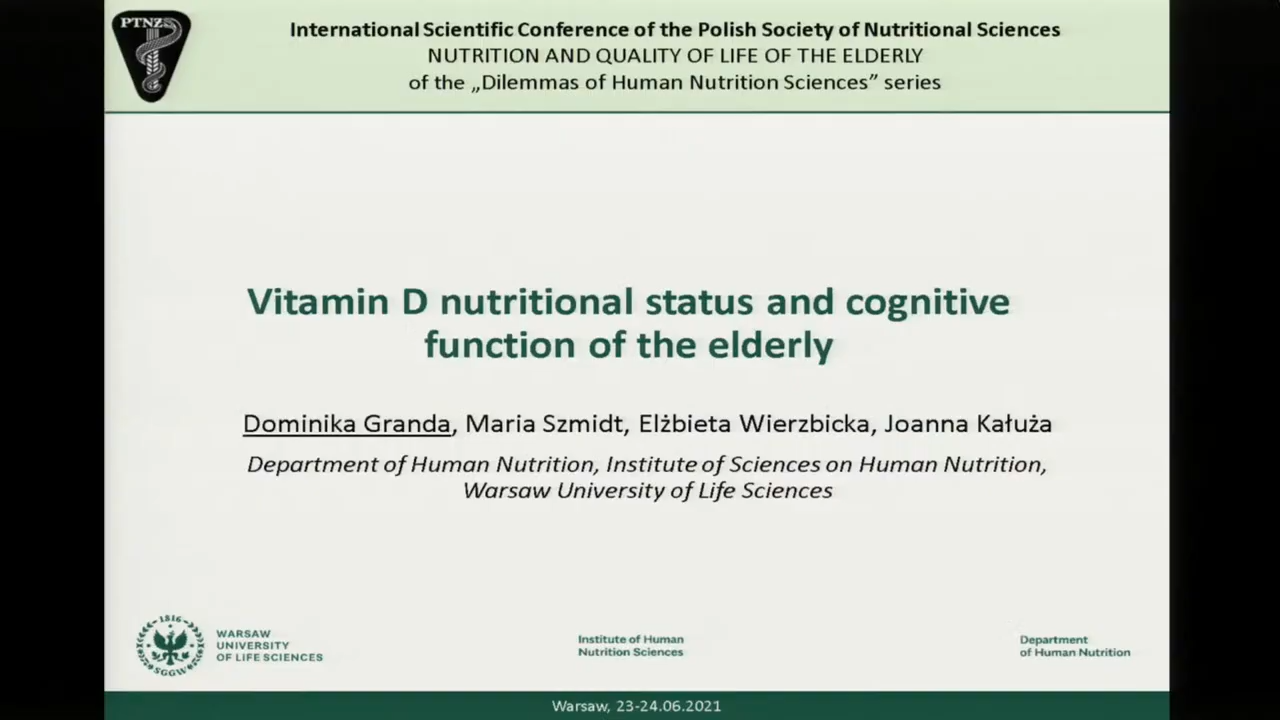 PTNŻ
International Scientific Conference of the Polish Society of Nutritional Sciences
NUTRITION AND QUALITY OF LIFE OF THE ELDERLY
of the „Dilemmas of Human Nutrition Sciences” series
Vitamin D nutritional status and cognitive
function of the elderly
Dominika Granda, Maria Szmidt, Elżbieta Wierzbicka, Joanna Kałuża
Department of Human Nutrition, Institute of Sciences on Human Nutrition,
Warsaw University of Life Sciences
1816
SGGW
WARSAW
UNIVERSITY
OF LIFE SCIENCES
Institute of Human
Nutrition Sciences
Department
of Human Nutrition
Warsaw, 23-24.06.2021